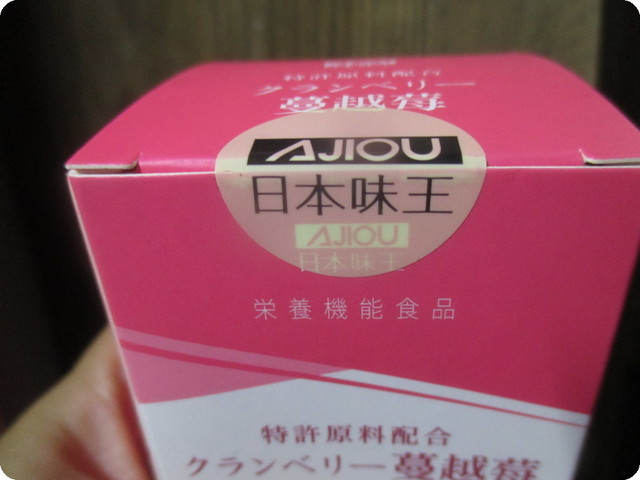 特許原料配合
クランベリー
蔓越莓
AJIOU
日本味王
AJIOU
日本味王
栄養機能食品
特許原料配合
クランベリー蔓越莓